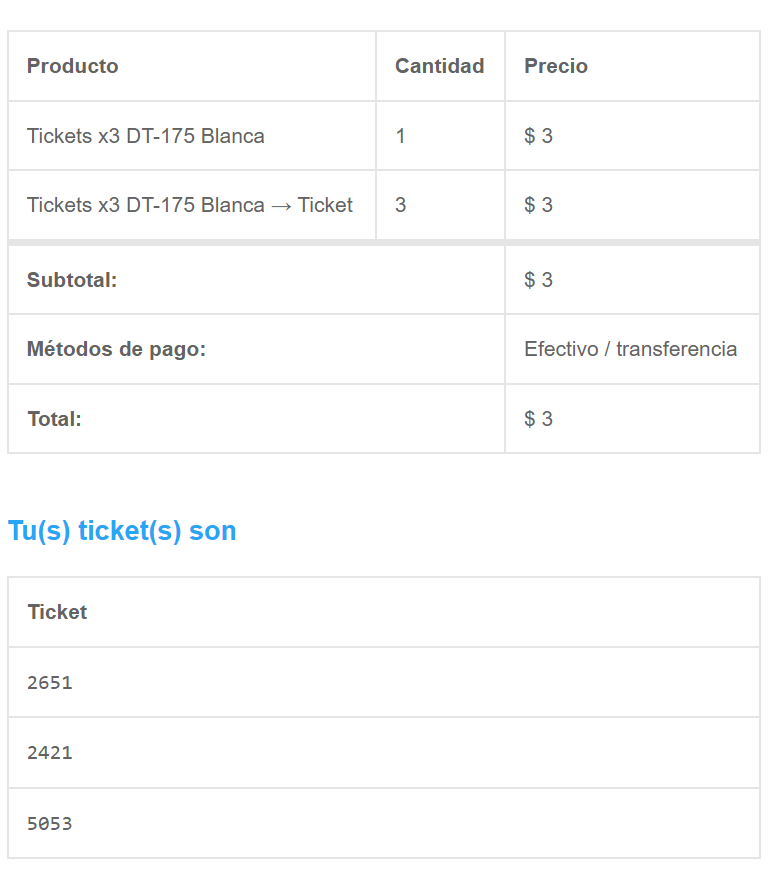 Producto Cantidad Precio
Tickets x3 DT-175 Blanca 1 $ 3
Tickets x3 DT-175 Blanca → Ticket 3 $ 3
Subtotal: $ 3
Métodos de pago: Efectivo / transferencia
Total: $ 3
Tu(s) ticket(s) son
Ticket
2651
2421
5053